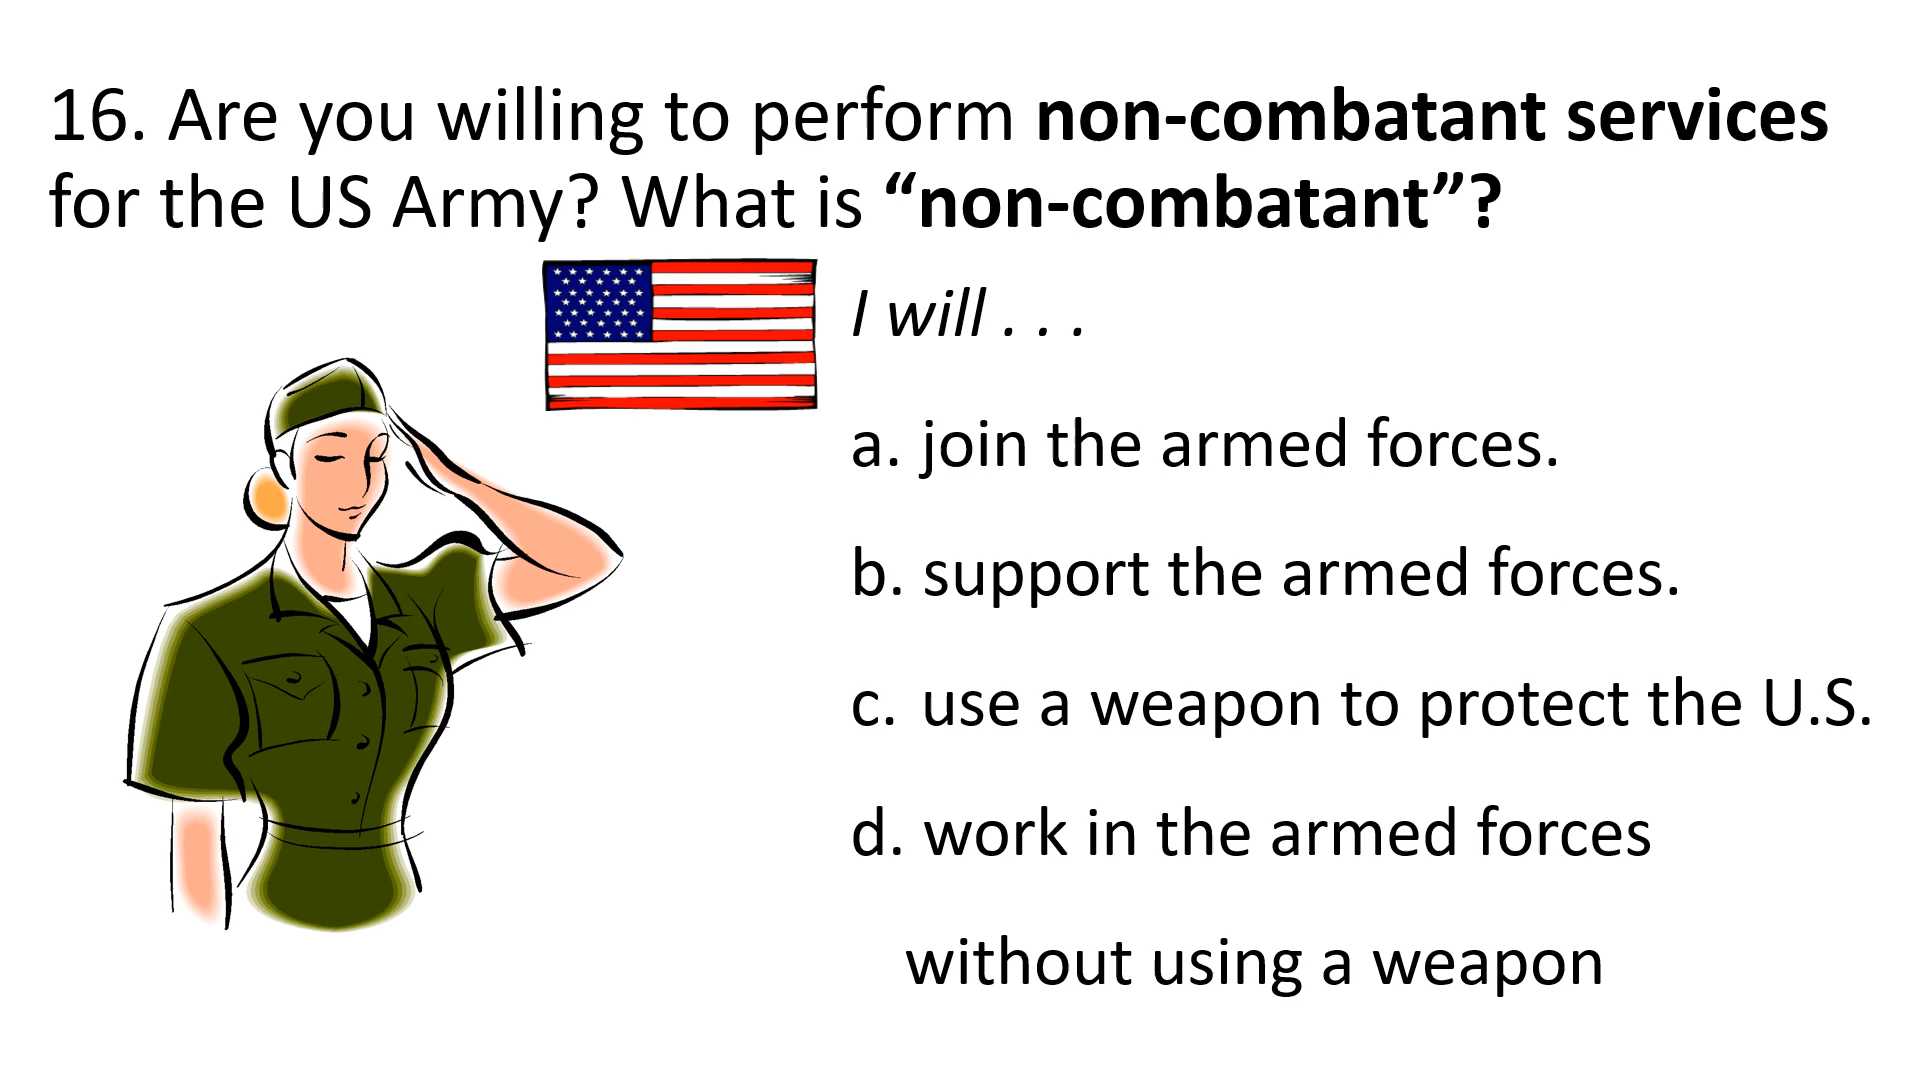 16. Are you willing to perform non-combatant services
for the US Army? What is “non-combatant”?
I will . . .
a. join the armed forces.
b. support the armed forces.
c. use a weapon to protect the U.S.
d. work in the armed forces
without using a weapon